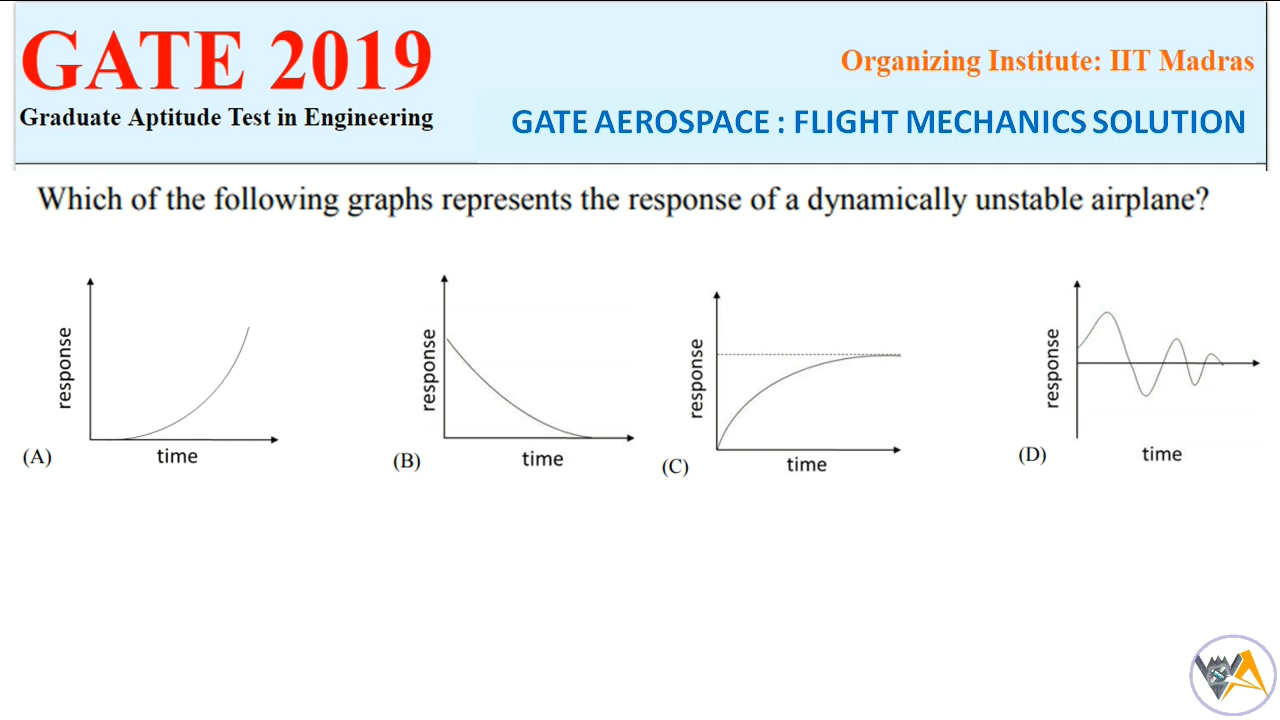 GATE 2019
Graduate Aptitude Test in Engineering
Organizing Institute: IIT Madras
GATE AEROSPACE : FLIGHT MECHANICS SOLUTION
Which of the following graphs represents the response of a dynamically unstable airplane?
response
time
(A)
response
time
(B)
response
time
(C)
response
time
(D)